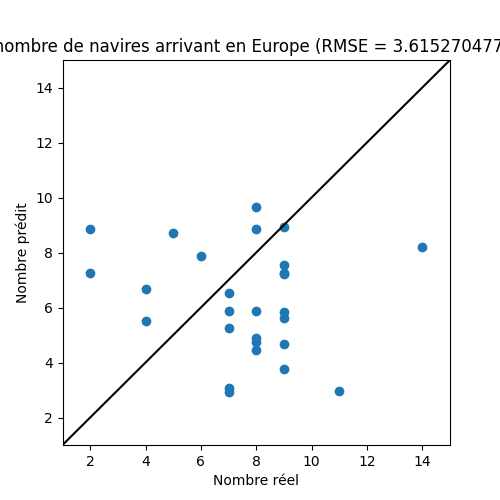 nombre de navires arrivant en Europe (RMSE = 3.615270477
14
12
10
8
6
4
2
Nombre prédit
2 4 6 8 10 12 14
Nombre réel